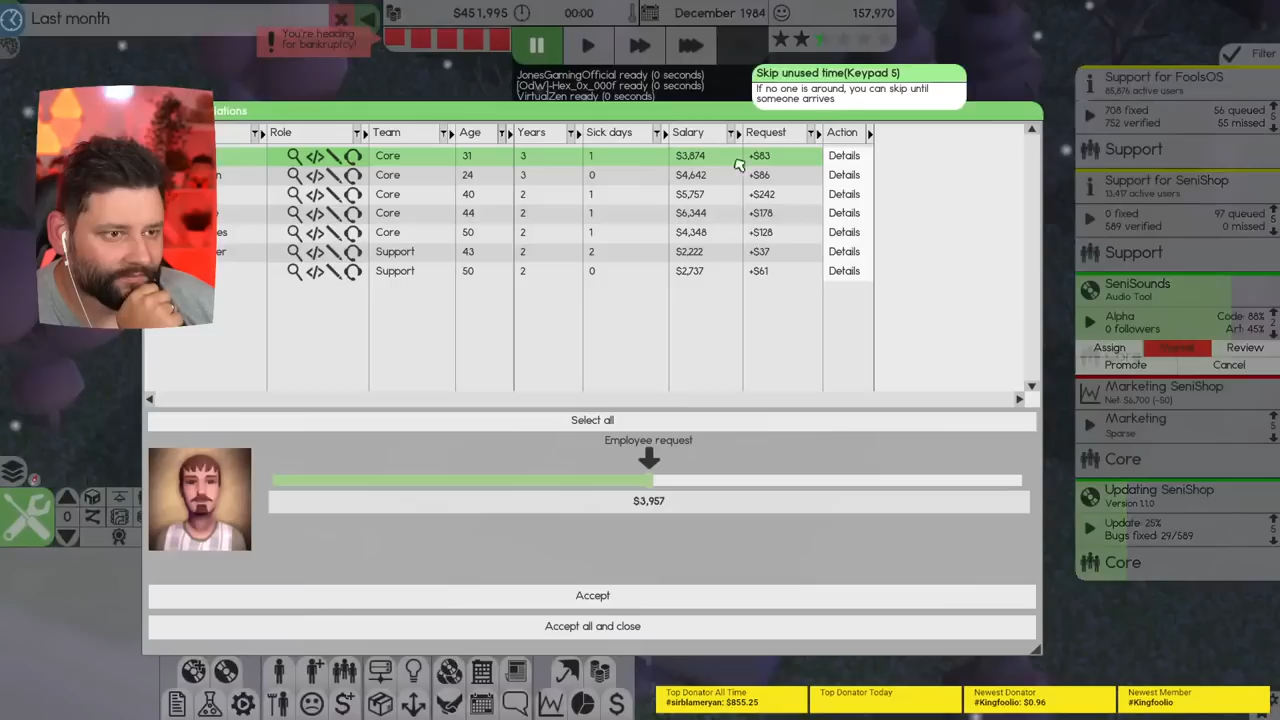 Last month
$451,995
00:00
December 1984
157,970
You're heading
for bankruptcy!
JonesGamingOfficial ready (0 seconds)
[OdW]-Hex_0x_000f ready (0 seconds)
VirtualZen ready (0 seconds)
Skip unused time(Keypad 5)
If no one is around, you can skip until
someone arrives
Filter
Role Team Age Years Sick days Salary Request Action
Core 31 3 1 $3,874 +$83 Details
Core 24 3 0 $4,642 +$86 Details
Core 40 2 1 $5,757 +$242 Details
Core 44 2 1 $6,344 +$178 Details
es Core 50 2 1 $4,348 +$128 Details
er Support 43 2 2 $2,222 +$37 Details
Support 50 2 0 $2,737 +$61 Details
Select all
Employee request
$3,957
Accept
Accept all and close
Support for FoolsOS
85,876 active users
708 fixed 56 queued
752 verified 55 missed
Support
Support for SeniShop
13,417 active users
0 fixed 97 queued
589 verified 0 missed
Support
SeniSounds
Audio Tool
Alpha Code: 88%
0 followers Art: 45%
Assign Review
Promote Cancel
Marketing SeniShop
Net: $6,700 (-$0)
Marketing
Sparse
Core
Updating SeniShop
Version 1.1.0
Update: 25%
Bugs fixed: 29/589
Core
0
Top Donator All Time
#sirblameryan: $855.25
Top Donator Today
Newest Donator
#Kingfoolio: $0.96
Newest Member
#Kingfoolio